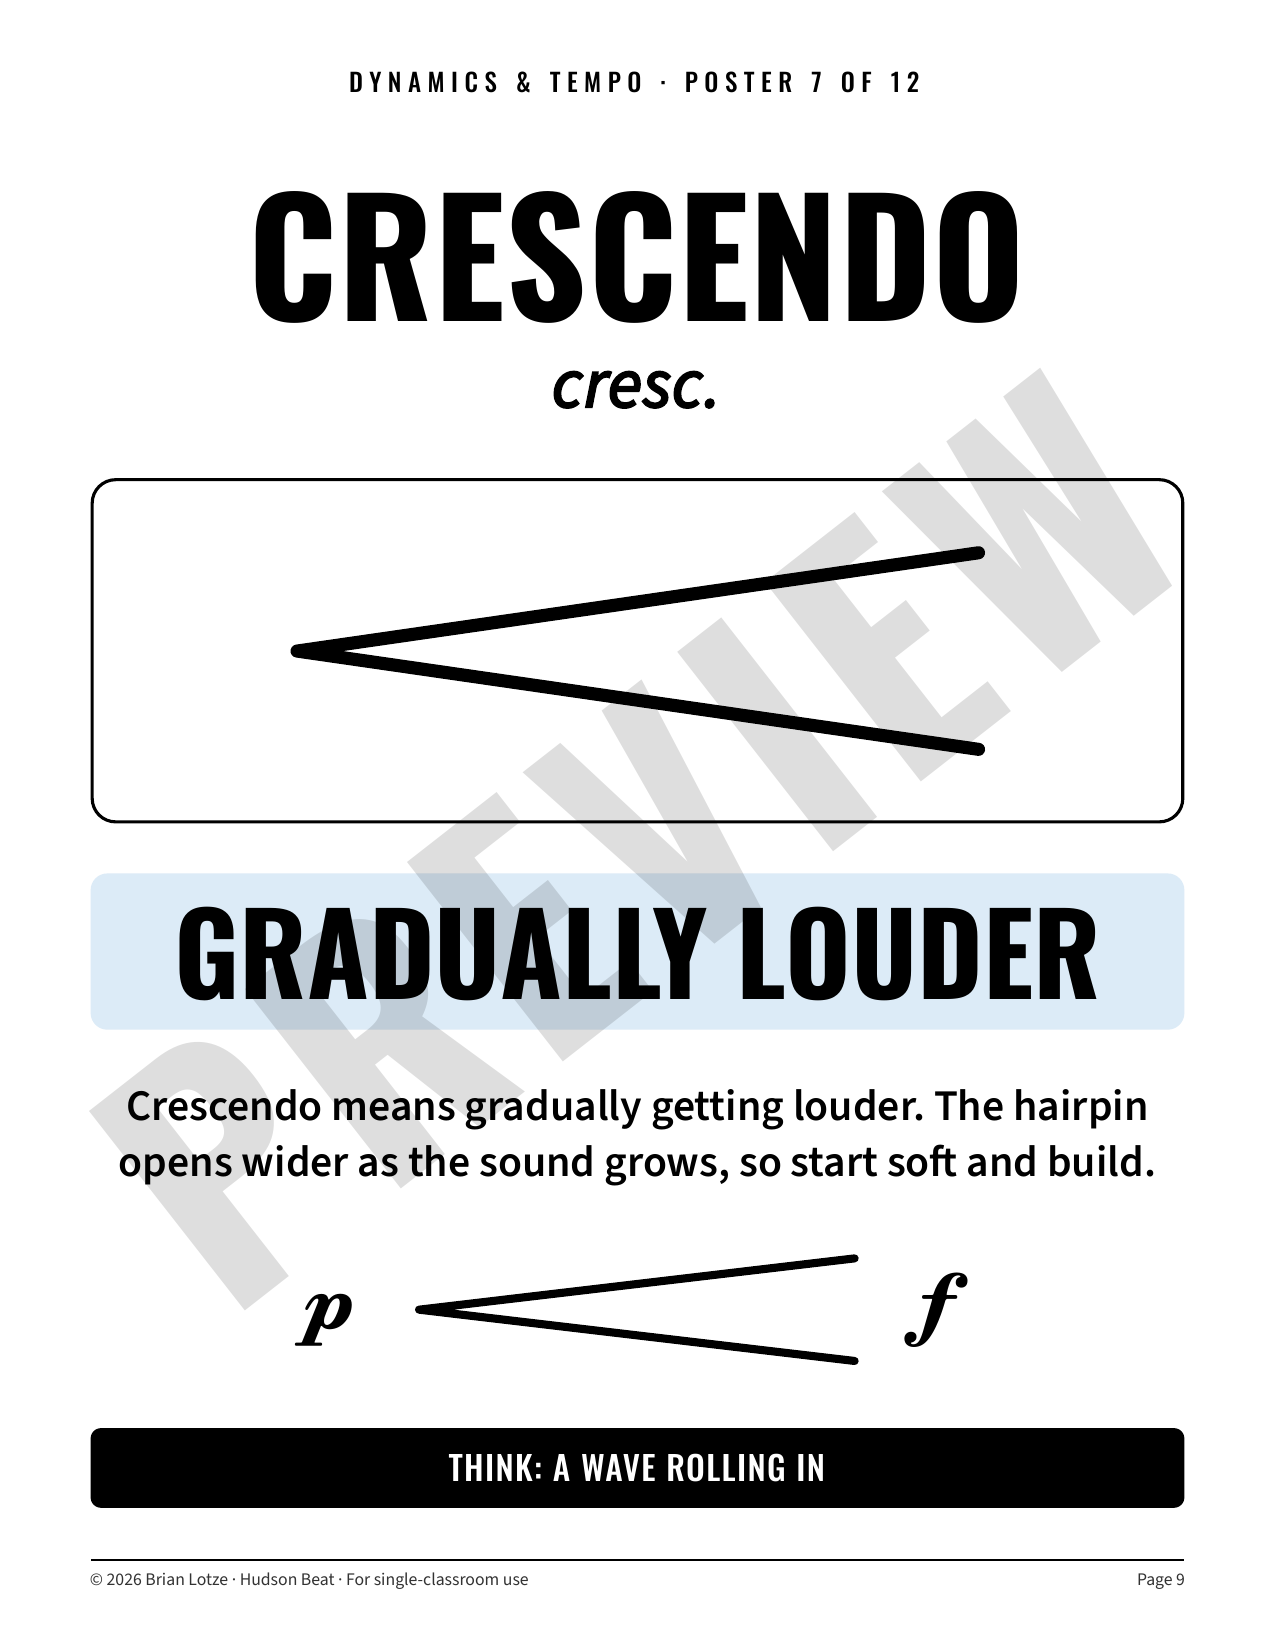 DYNAMICS & TEMPO · POSTER 7 OF 12
CRESCENDO
cresc.
GRADUALLY LOUDER
Crescendo means gradually getting louder. The hairpin
opens wider as the sound grows, so start soft and build.
p f
THINK: A WAVE ROLLING IN
© 2026 Brian Lotze · Hudson Beat · For single-classroom use Page 9
PREVIEW